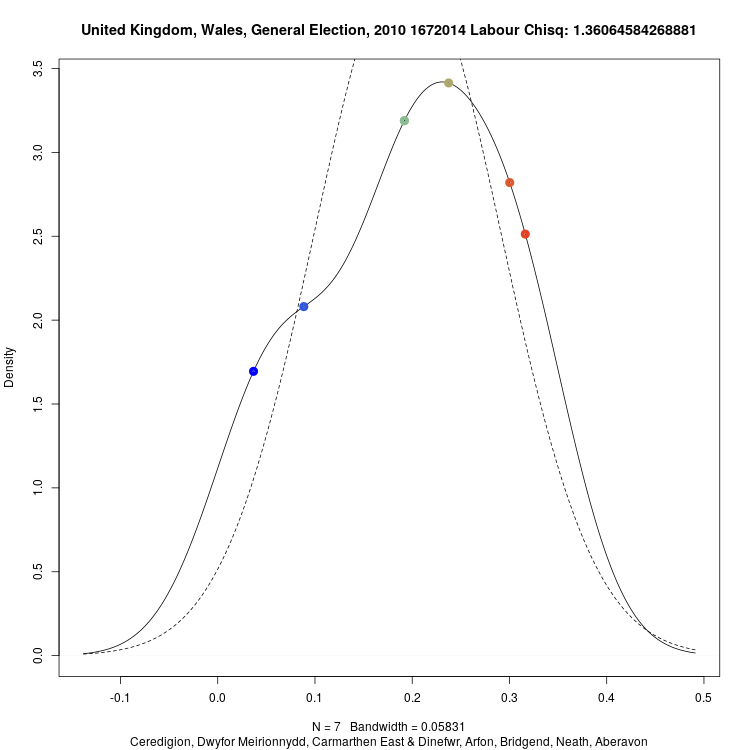 United Kingdom, Wales, General Election, 2010 1672014 Labour Chisq: 1.36064584268881
3.5
3.0
2.5
2.0
1.5
1.0
0.5
0.0
Density
-0.1 0.0 0.1 0.2 0.3 0.4 0.5
N = 7 Bandwidth = 0.05831
Ceredigion, Dwyfor Meirionnydd, Carmarthen East & Dinefwr, Arfon, Bridgend, Neath, Aberavon